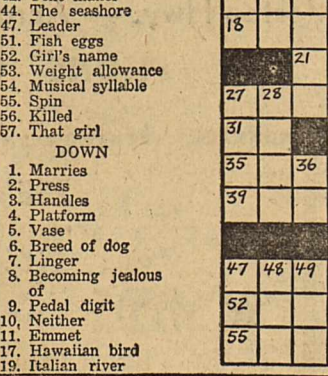 44. The seashore
47. Leader
51. Fish eggs
52. Girl's name
53. Weight allowance
54. Musical syllable
55. Spin
56. Killed
57. That girl
DOWN
1. Marries
2. Press
3. Handles
4. Platform
5. Vase
6. Breed of dog
7. Linger
8. Becoming jealous
of
9. Pedal digit
10. Neither
11. Emmet
17. Hawaiian bird
19. Italian river
18
21
27 28
31
35 36
39
47 48 49
52
55